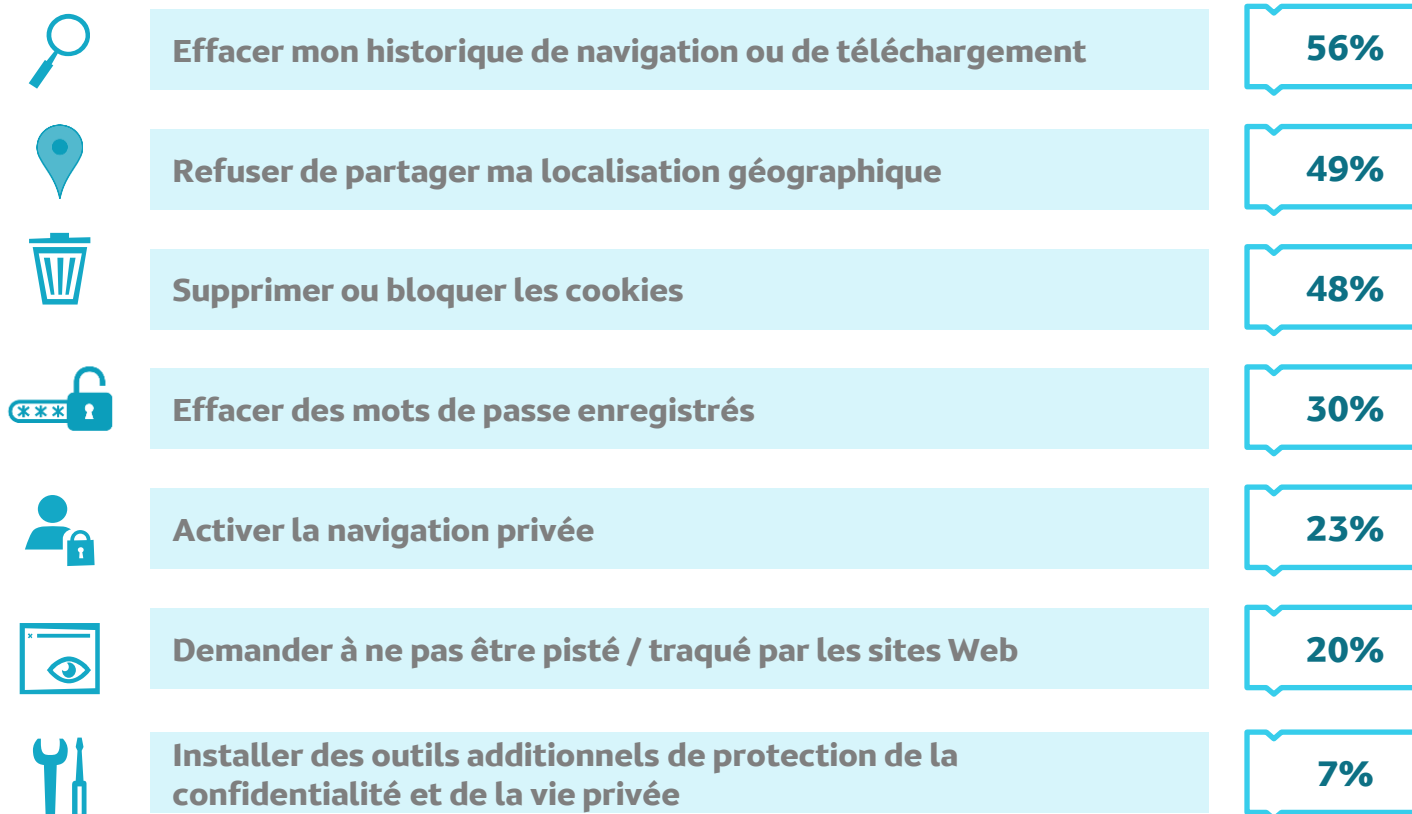 Effacer mon historique de navigation ou de téléchargement
56%
Refuser de partager ma localisation géographique
49%
Supprimer ou bloquer les cookies
48%
***
Effacer des mots de passe enregistrés
30%
Activer la navigation privée
23%
Demander à ne pas être pisté / traqué par les sites Web
20%
Installer des outils additionnels de protection de la
confidentialité et de la vie privée
7%